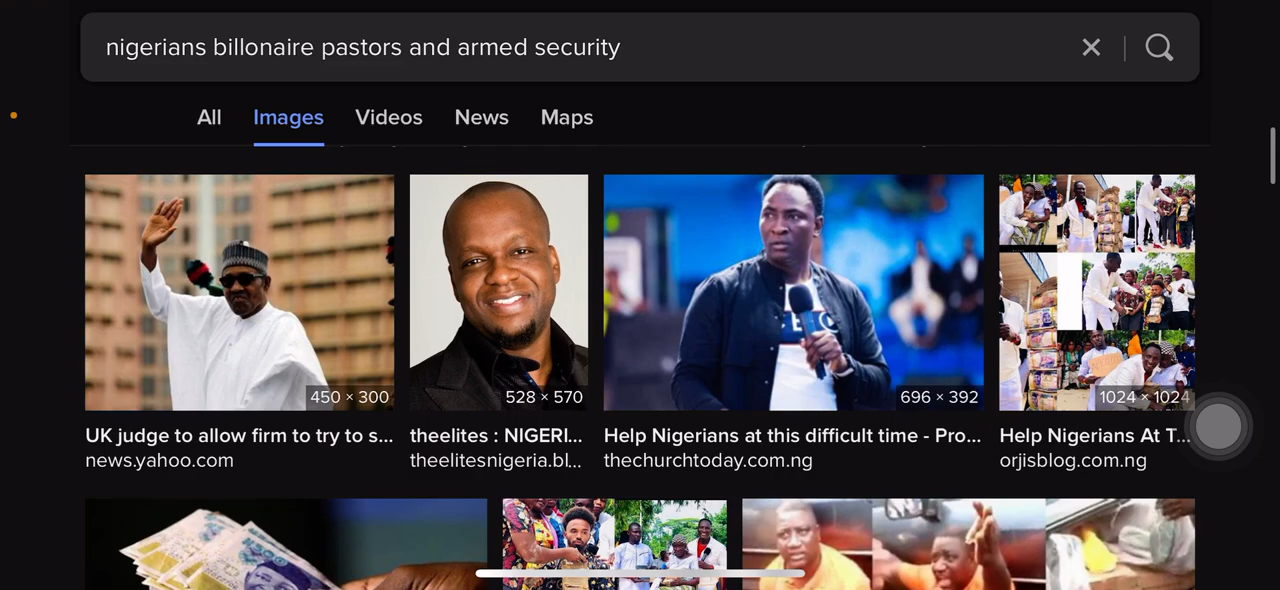 nigerians billonaire pastors and armed security
All Images Videos News Maps
450 × 300
528 × 570
696 × 392
1024 × 1024
UK judge to allow firm to try to s...
news.yahoo.com
theelites : NIGERI...
theelitesnigeria.bl...
Help Nigerians at this difficult time - Pro...
thechurchtoday.com.ng
Help Nigerians At T...
orjisblog.com.ng